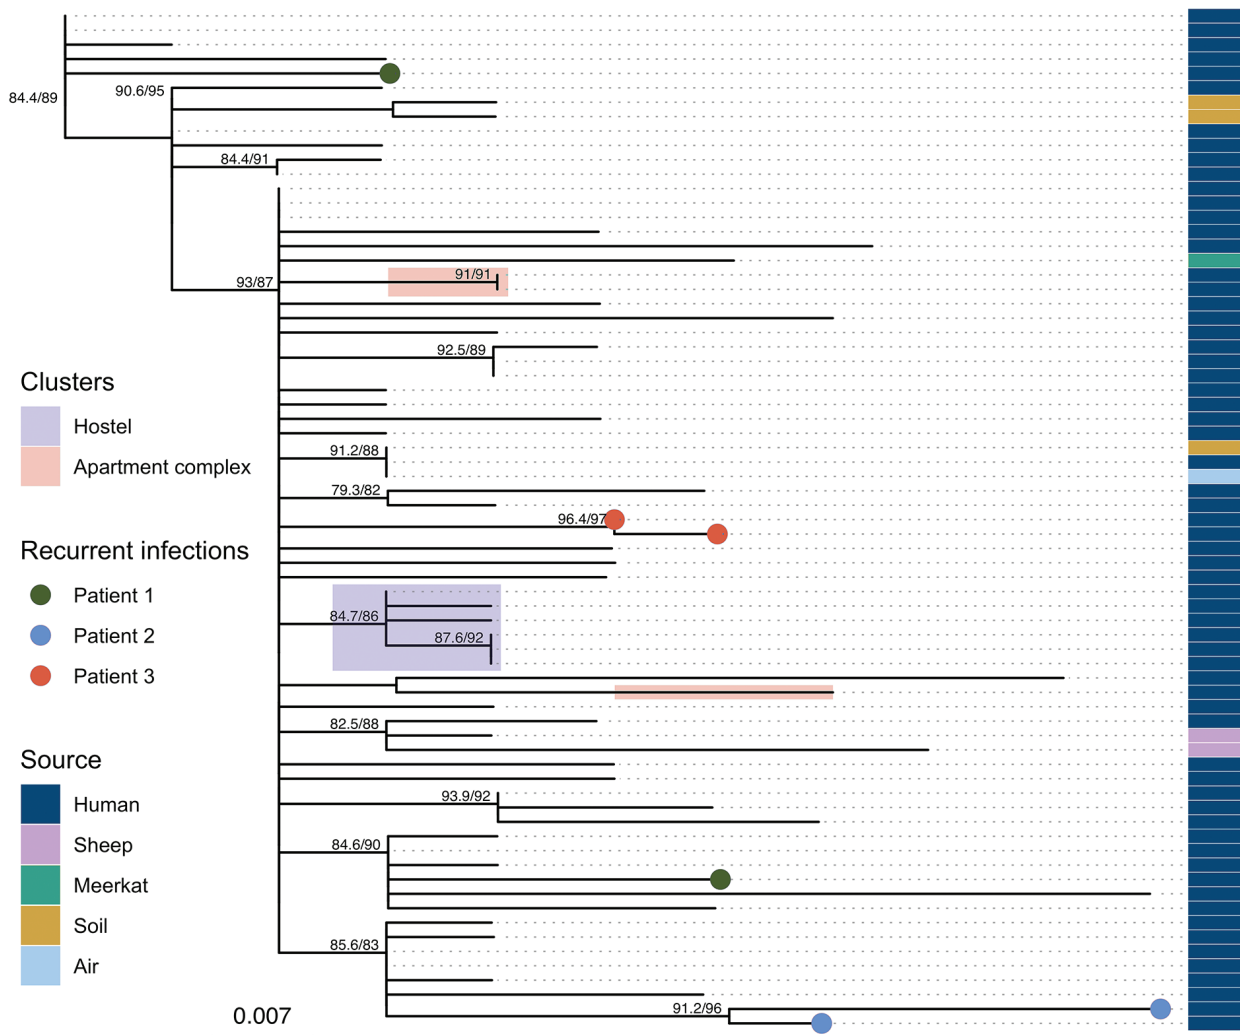 84.4/89
90.6/95
84.4/91
93/87
91/91
92.5/89
Clusters
Hostel
Apartment complex
91.2/88
79.3/82
96.4/97
Recurrent infections
Patient 1
Patient 2
Patient 3
84.7/86
87.6/92
82.5/88
Source
Human
Sheep
Meerkat
Soil
Air
93.9/92
84.6/90
85.6/83
91.2/96
0.007